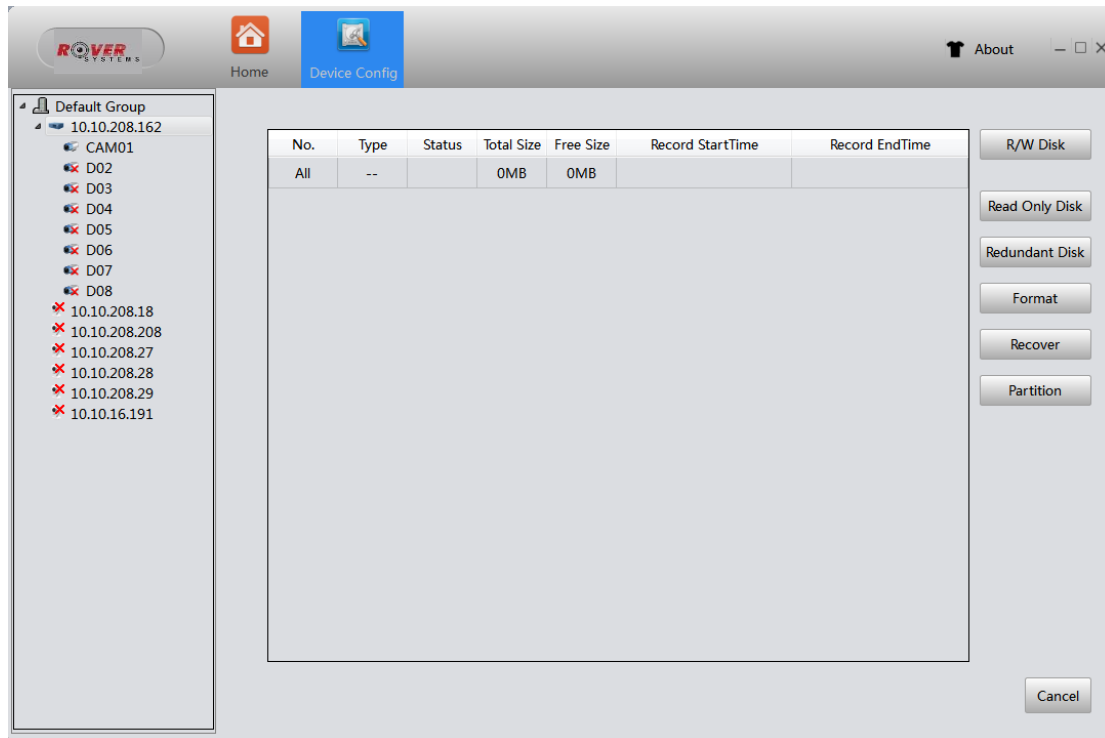 ROVER
SYSTEMS
Home
Device Config
About
Default Group
10.10.208.162
CAM01
D02
D03
D04
D05
D06
D07
D08
10.10.208.18
10.10.208.208
10.10.208.27
10.10.208.28
10.10.208.29
10.10.16.191
No. Type Status Total Size Free Size Record StartTime Record EndTime
All -- 0MB 0MB
R/W Disk
Read Only Disk
Redundant Disk
Format
Recover
Partition
Cancel